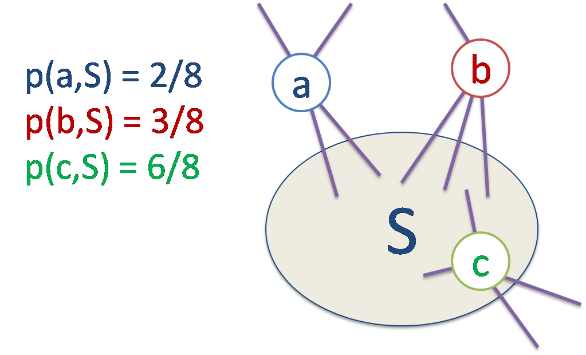 p(a,S) = 2/8
p(b,S) = 3/8
p(c,S) = 6/8
a
b
S
c